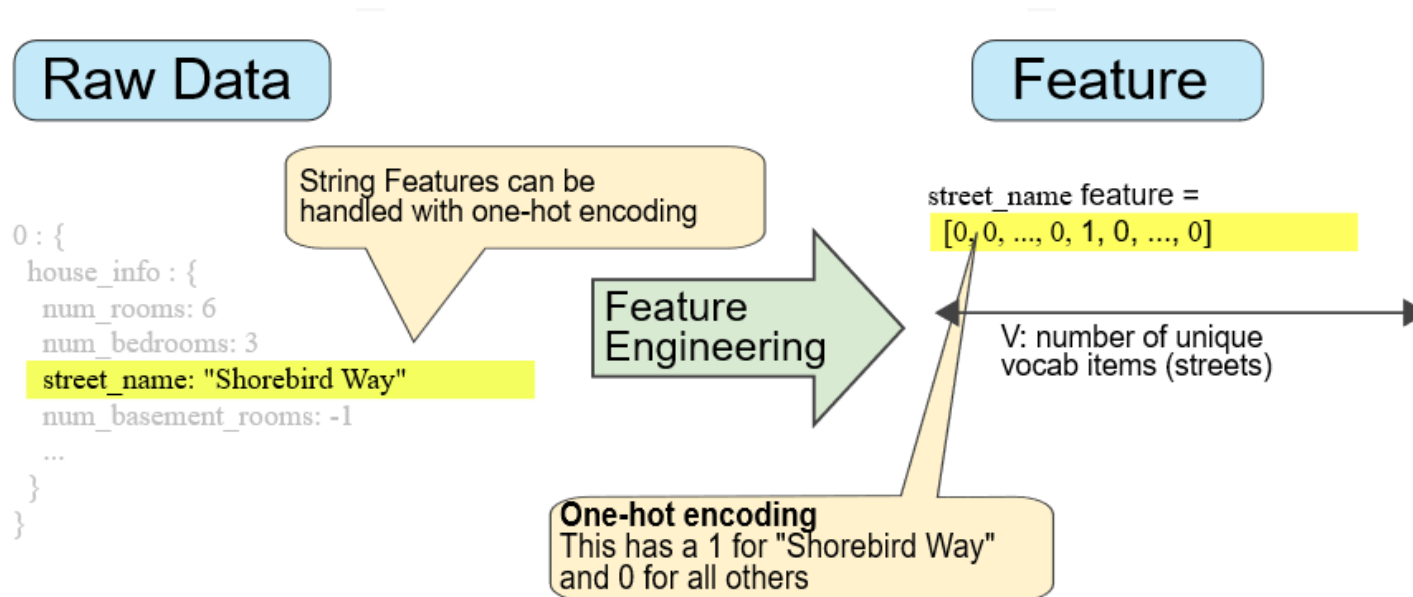 Raw Data
Feature
String Features can be
handled with one-hot encoding
0 : {
house_info : {
num_rooms: 6
num_bedrooms: 3
street_name: "Shorebird Way"
num_basement_rooms: -1
...
}
}
Feature
Engineering
street_name feature =
[0, 0, ..., 0, 1, 0, ..., 0]
V: number of unique
vocab items (streets)
One-hot encoding
This has a 1 for "Shorebird Way"
and 0 for all others